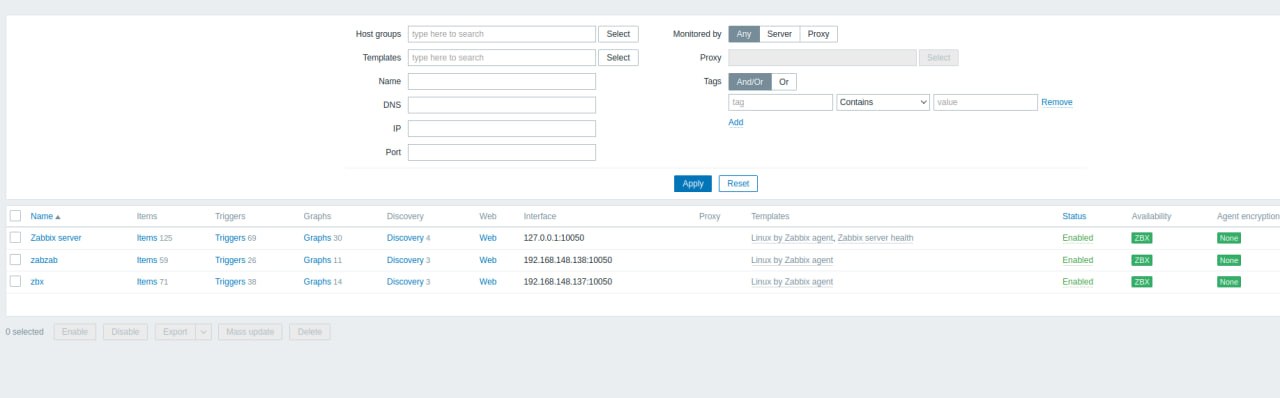 Host groups type here to search Select Monitored by Any Server Proxy
Templates type here to search Select Proxy Select
Name Tags And/Or Or
DNS tag Contains value Remove
IP Add
Port
Apply Reset
Name Items Triggers Graphs Discovery Web Interface Proxy Templates Status Availability Agent encryption
Zabbix server Items 125 Triggers 69 Graphs 30 Discovery 4 Web 127.0.0.1:10050 Linux by Zabbix agent, Zabbix server health Enabled ZBX None
zabzab Items 59 Triggers 26 Graphs 11 Discovery 3 Web 192.168.148.138:10050 Linux by Zabbix agent Enabled ZBX None
zbx Items 71 Triggers 38 Graphs 14 Discovery 3 Web 192.168.148.137:10050 Linux by Zabbix agent Enabled ZBX None
0 selected Enable Disable Export Mass update Delete